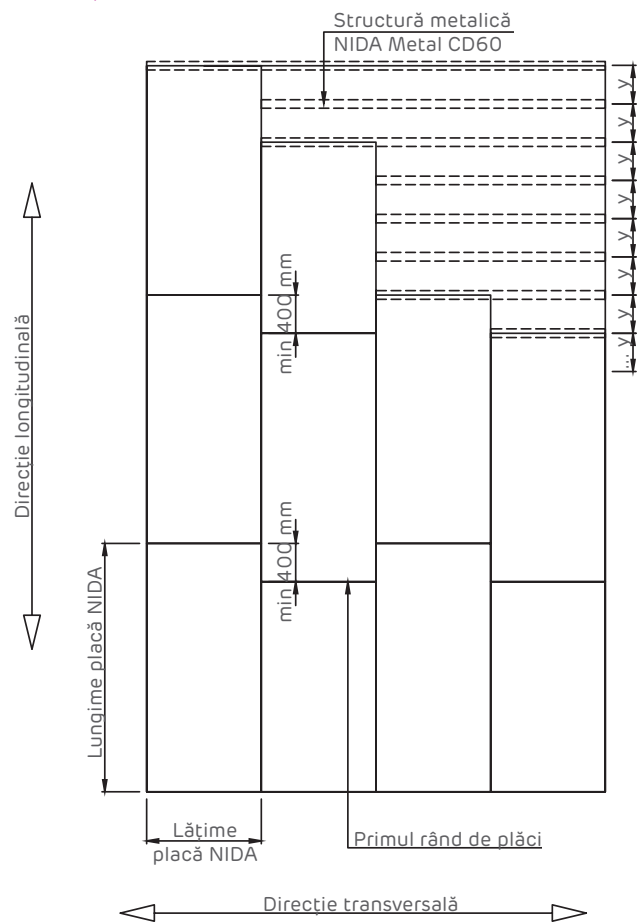 Structură metalică
NIDA Metal CD60
y
y
y
y
y
y
y
... y
min 400 mm
Direcție longitudinală
min 400 mm
Lungime placă NIDA
Lățime
placă NIDA
Primul rând de plăci
Direcție transversală